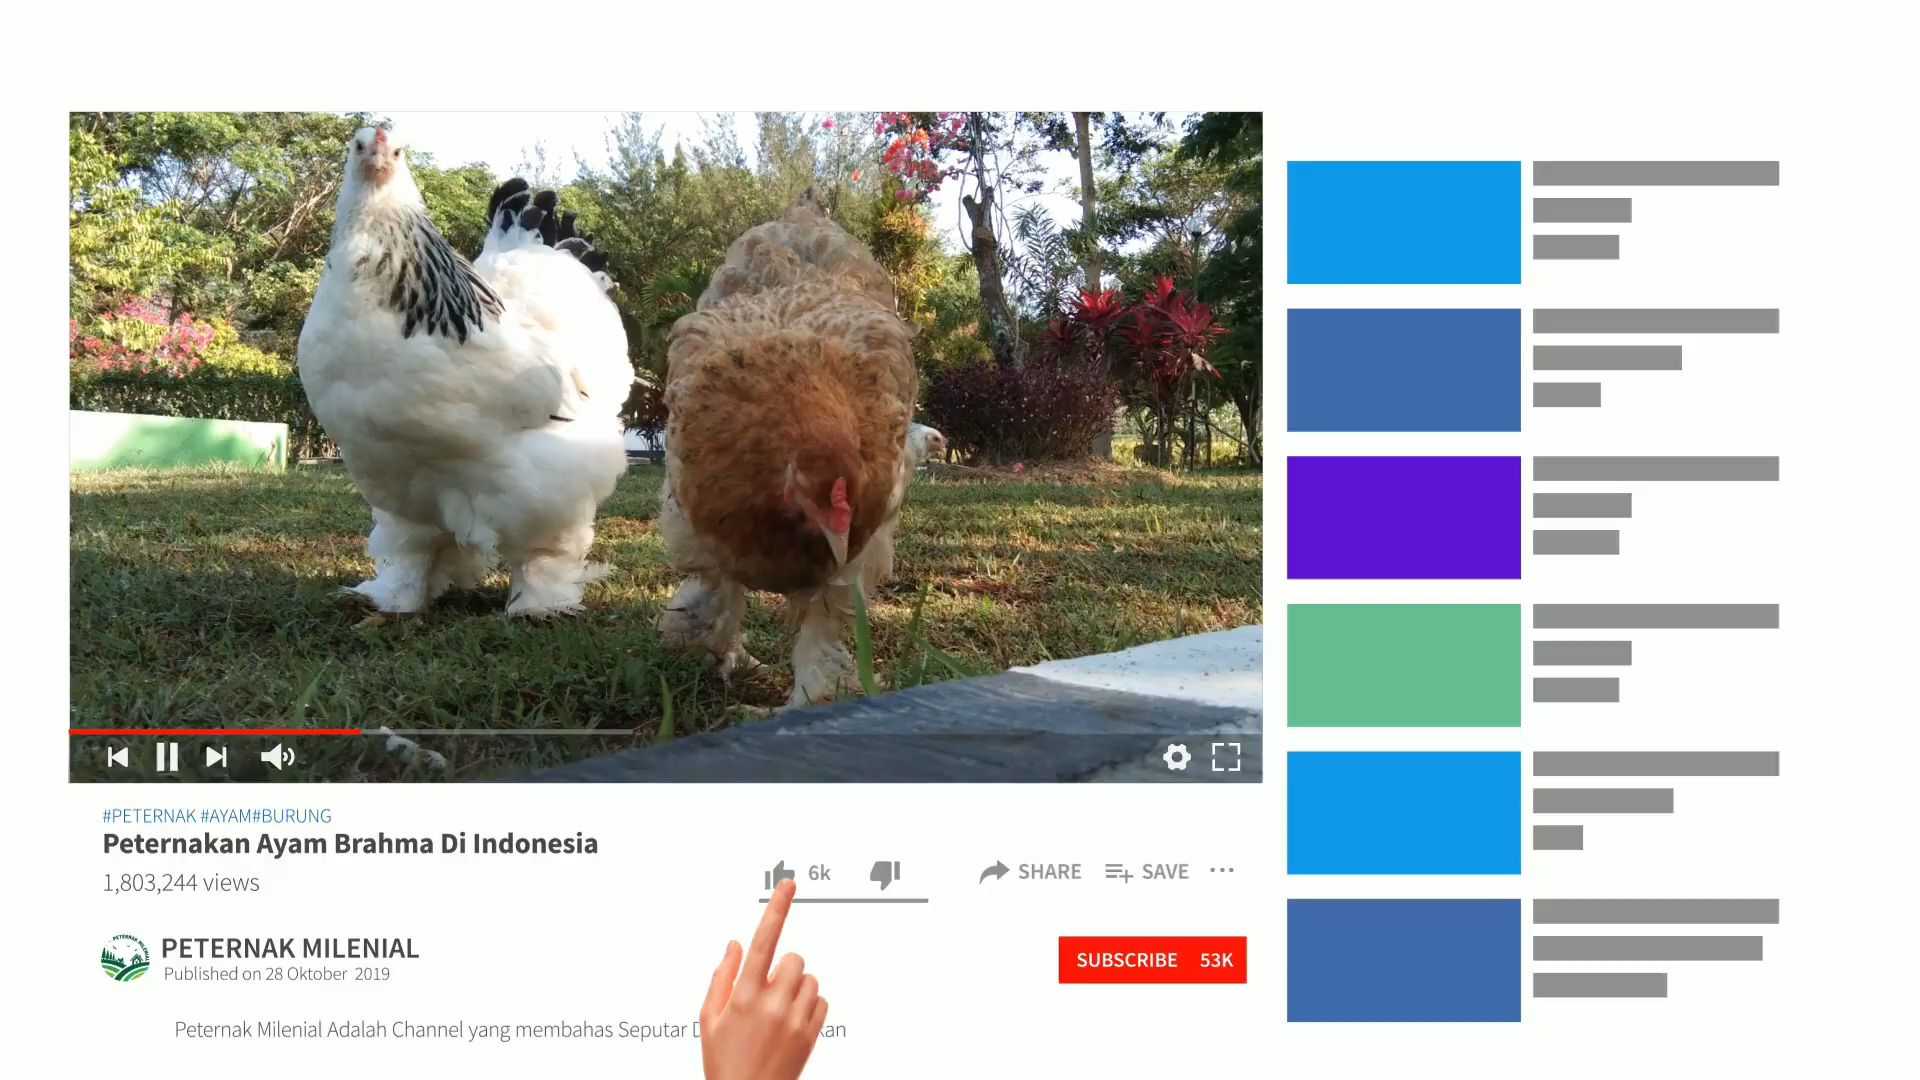 #PETERNAK #AYAM#BURUNG
Peternakan Ayam Brahma Di Indonesia
1,803,244 views
6k
SHARE
SAVE
PETERNAK MILENIAL
Published on 28 Oktober 2019
SUBSCRIBE 53K
Peternak Milenial Adalah Channel yang membahas Seputar